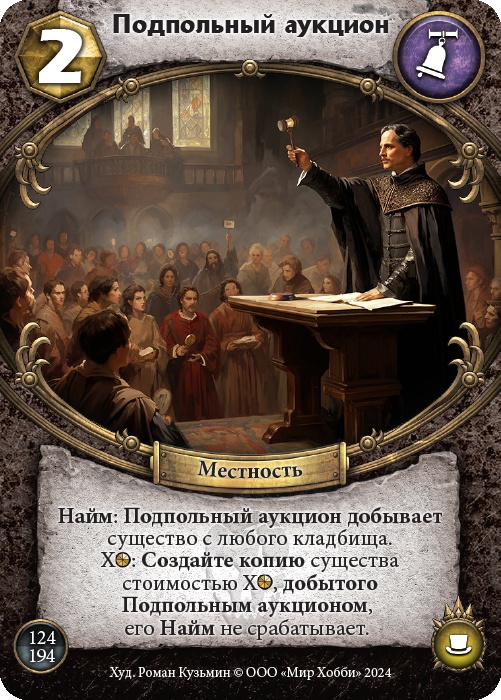 Подпольный аукцион
2
Местность
Найм: Подпольный аукцион добывает
существо с любого кладбища.
X: Создайте копию существа
стоимостью X, добытого
Подпольным аукционом,
его Найм не срабатывает.
124
194
Худ. Роман Кузьмин © ООО «Мир Хобби» 2024